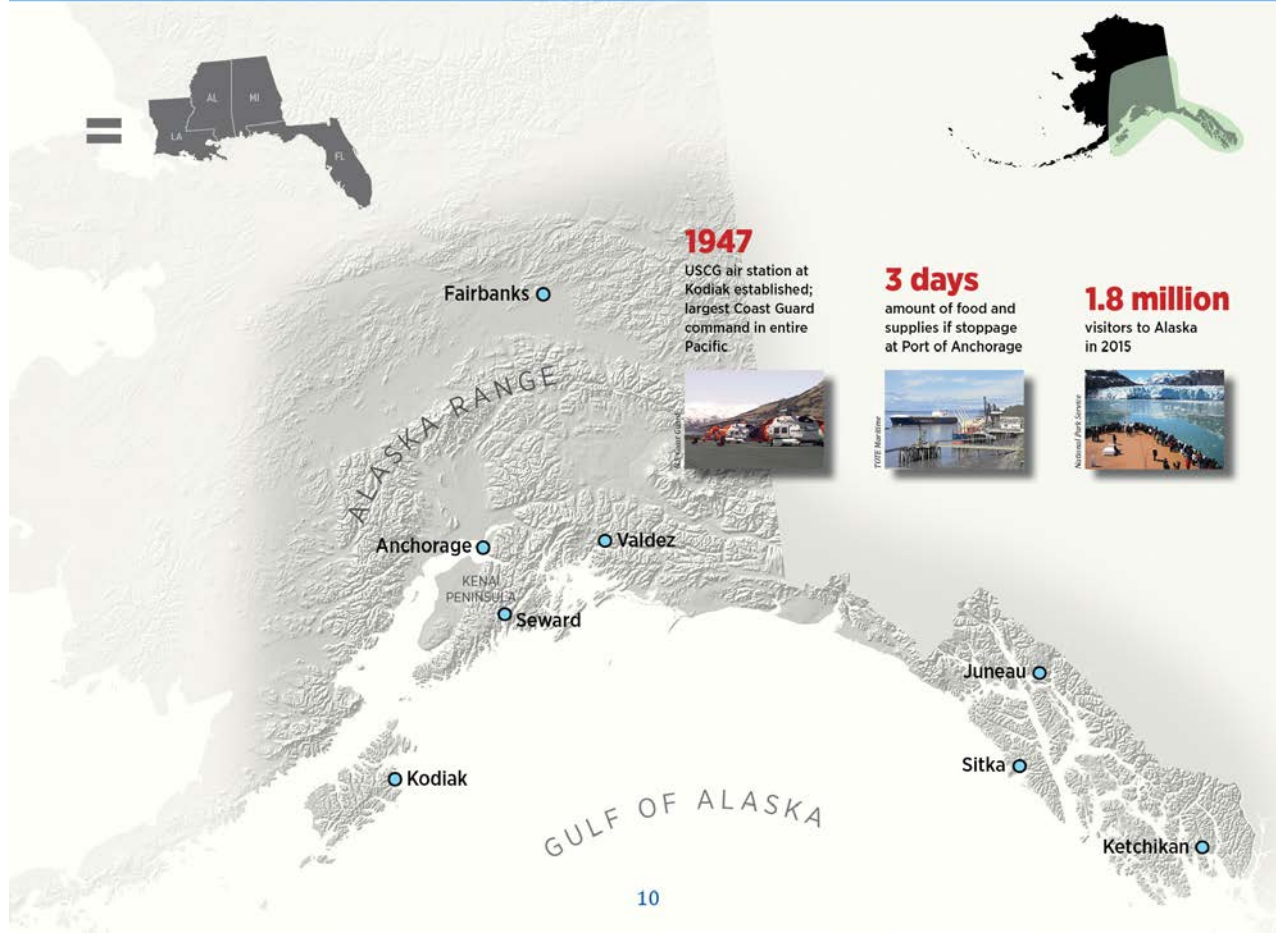 AL
MI
LA
FL
1947
USCG air station at
Kodiak established;
largest Coast Guard
command in entire
Pacific
3 days
amount of food and
supplies if stoppage
at Port of Anchorage
1.8 million
visitors to Alaska
in 2015
Coast Guard
TOTE Maritime
National Park Service
Fairbanks
ALASKA RANGE
Anchorage
Valdez
KENAI
PENINSULA
Seward
Juneau
Kodiak
Sitka
GULF OF ALASKA
Ketchikan
10